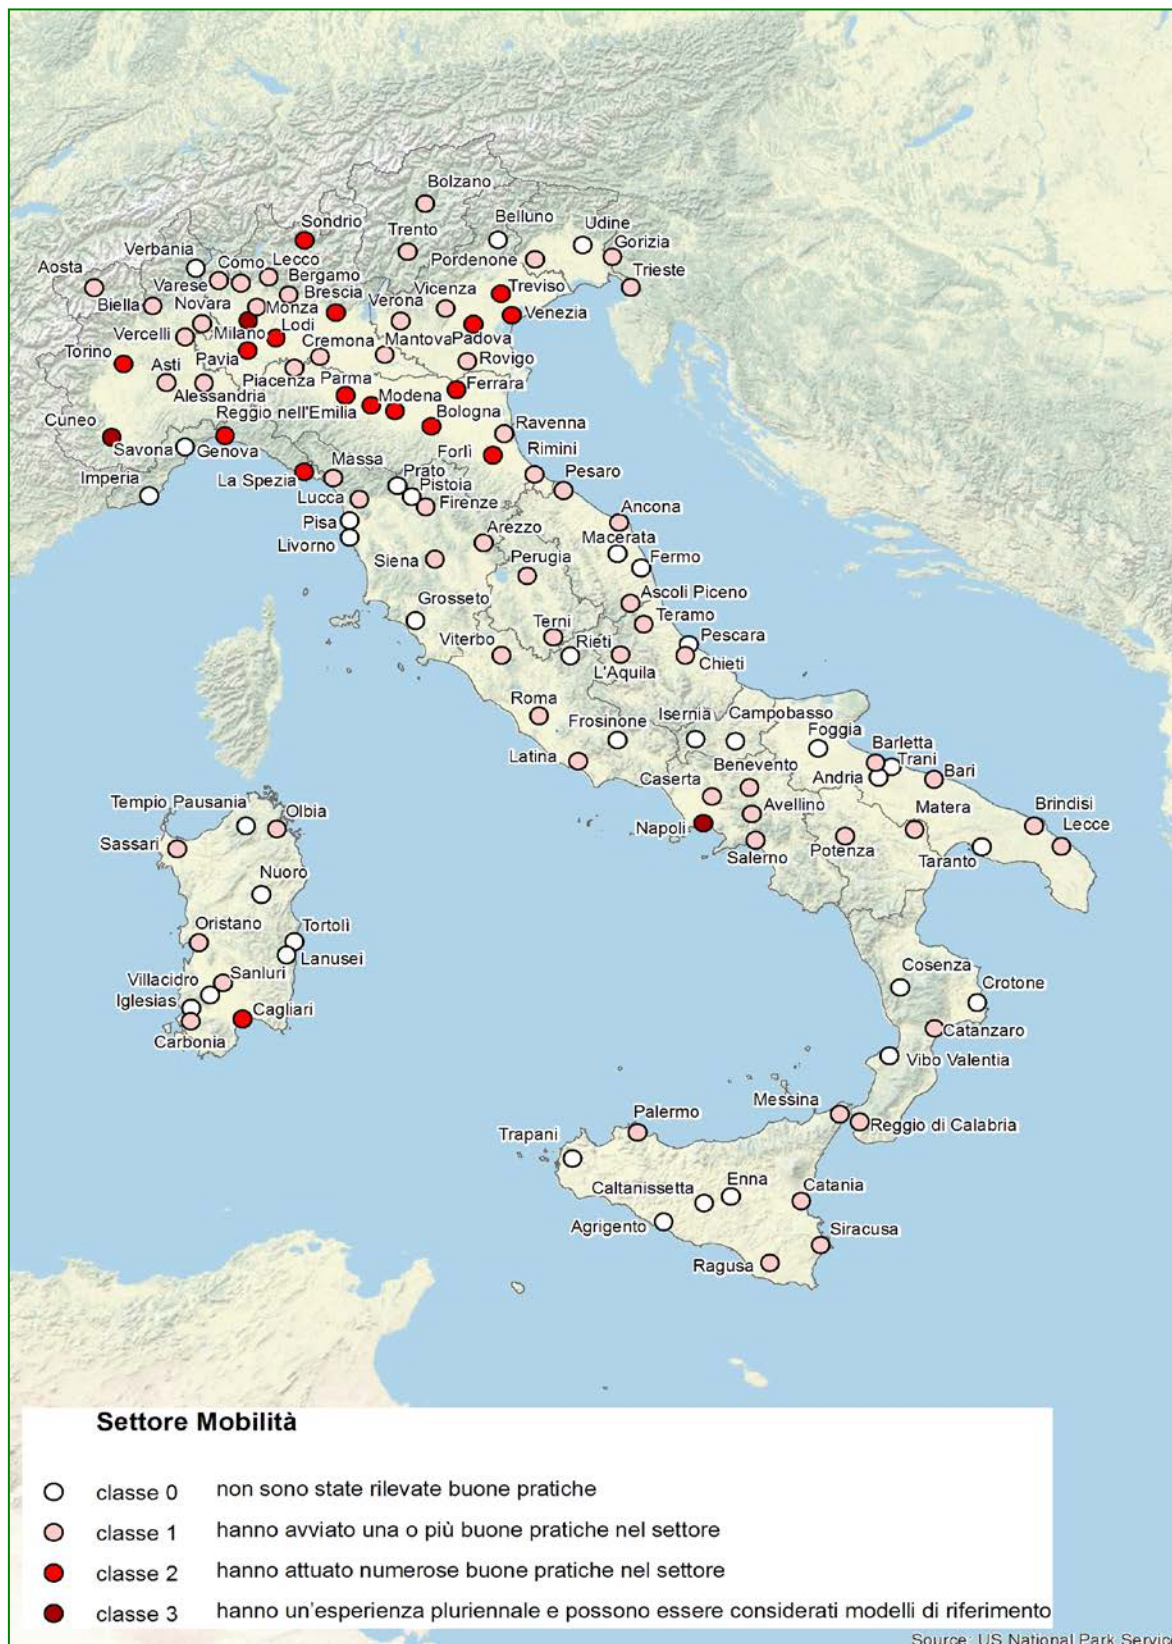 Bolzano
Sondrio
Belluno
Udine
Verbania
Trento
Gorizia
Aosta
Como
Lecco
Pordenone
Trieste
Varese
Bergamo
Biella
Novara
Monza
Brescia
Verona
Vicenza
Treviso
Venezia
Vercelli
Milano
Lodi
Torino
Pavia
Cremona
Mantova
Padova
Asti
Rovigo
Piacenza
Parma
Alessandria
Modena
Ferrara
Cuneo
Reggio nell'Emilia
Bologna
Ravenna
Savona
Genova
Forlì
Rimini
Imperia
La Spezia
Massa
Prato
Pesaro
Lucca
Pistoia
Firenze
Ancona
Pisa
Arezzo
Macerata
Livorno
Siena
Perugia
Fermo
Grosseto
Ascoli Piceno
Terni
Teramo
Viterbo
Rieti
Pescara
L'Aquila
Chieti
Roma
Frosinone
Isernia
Campobasso
Foggia
Latina
Barletta
Trani
Caserta
Benevento
Andria
Bari
Tempio Pausania
Olbia
Avellino
Matera
Brindisi
Napoli
Lecce
Sassari
Salerno
Potenza
Taranto
Nuoro
Oristano
Tortolì
Lanusei
Villacidro
Sanluri
Cosenza
Iglesias
Cagliari
Crotone
Carbonia
Catanzaro
Vibo Valentia
Messina
Palermo
Reggio di Calabria
Trapani
Caltanissetta
Enna
Catania
Agrigento
Siracusa
Ragusa
Settore Mobilità
classe 0 non sono state rilevate buone pratiche
classe 1 hanno avviato una o più buone pratiche nel settore
classe 2 hanno attuato numerose buone pratiche nel settore
classe 3 hanno un'esperienza pluriennale e possono essere considerati modelli di riferimento
Source: US National Park Servic